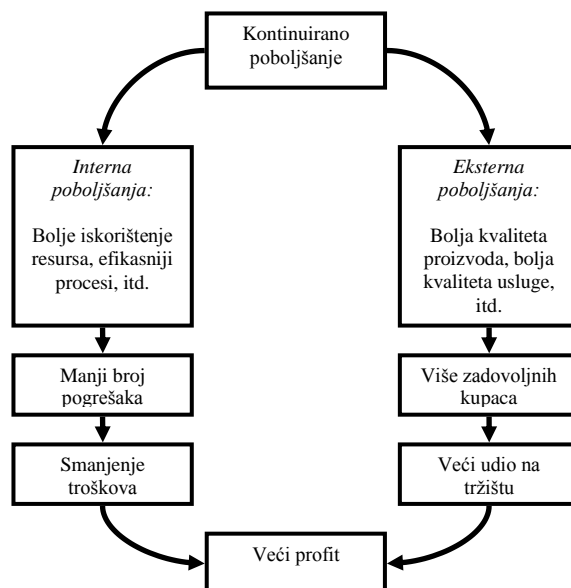 Kontinuirano
poboljšanje
Interna
poboljšanja:
Bolje iskorištenje
resursa, efikasniji
procesi, itd.
Manji broj
pogrešaka
Smanjenje
troškova
Eksterna
poboljšanja:
Bolja kvaliteta
proizvoda, bolja
kvaliteta usluge,
itd.
Više zadovoljnih
kupaca
Veći udio na
tržištu
Veći profit